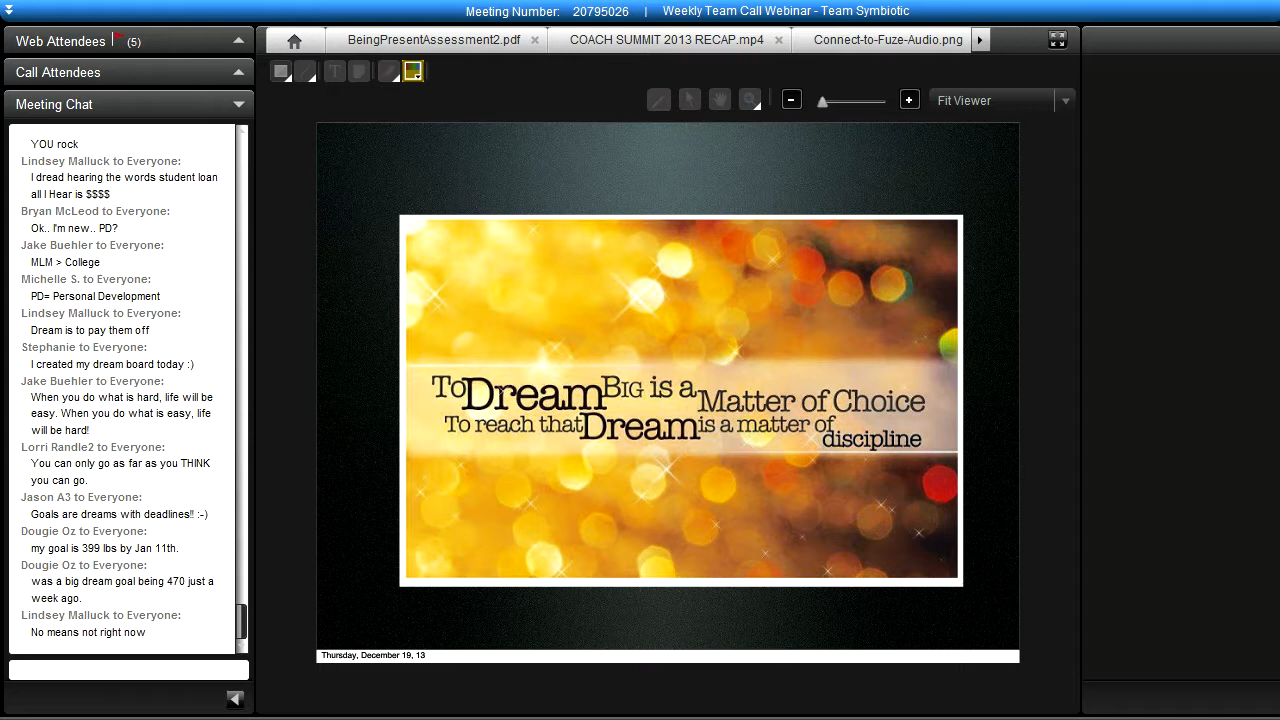 Meeting Number: 20795026 | Weekly Team Call Webinar - Team Symbiotic
Web Attendees (5)
Call Attendees
Meeting Chat
YOU rock
Lindsey Malluck to Everyone:
I dread hearing the words student loan
all I Hear is $$$$
Bryan McLeod to Everyone:
Ok.. I'm new.. PD?
Jake Buehler to Everyone:
MLM > College
Michelle S. to Everyone:
PD= Personal Development
Lindsey Malluck to Everyone:
Dream is to pay them off
Stephanie to Everyone:
I created my dream board today :)
Jake Buehler to Everyone:
When you do what is hard, life will be
easy. When you do what is easy, life
will be hard!
Lorri Randle2 to Everyone:
You can only go as far as you THINK
you can go.
Jason A3 to Everyone:
Goals are dreams with deadlines!! :-)
Dougie Oz to Everyone:
my goal is 399 lbs by Jan 11th.
Dougie Oz to Everyone:
was a big dream goal being 470 just a
week ago.
Lindsey Malluck to Everyone:
No means not right now
BeingPresentAssessment2.pdf
COACH SUMMIT 2013 RECAP.mp4
Connect-to-Fuze-Audio.png
T
Fit Viewer
To Dream BIG is a Matter of Choice
To reach that Dream is a matter of
discipline
Thursday, December 19, 13